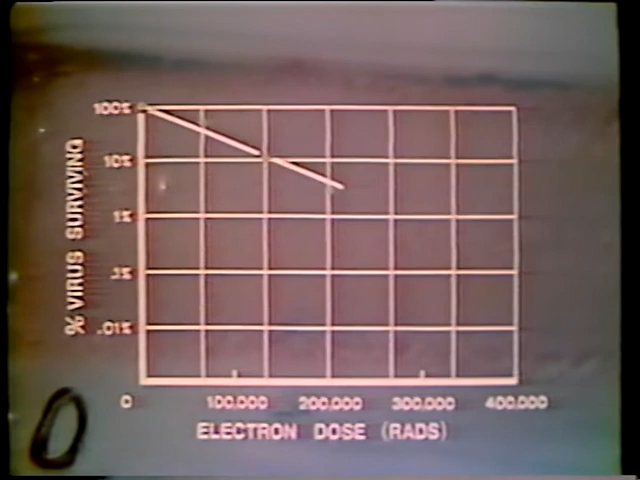 100%
10%
1%
.1%
.01%
% VIRUS SURVIVING
0 100,000 200,000 300,000 400,000
ELECTRON DOSE (RADS)